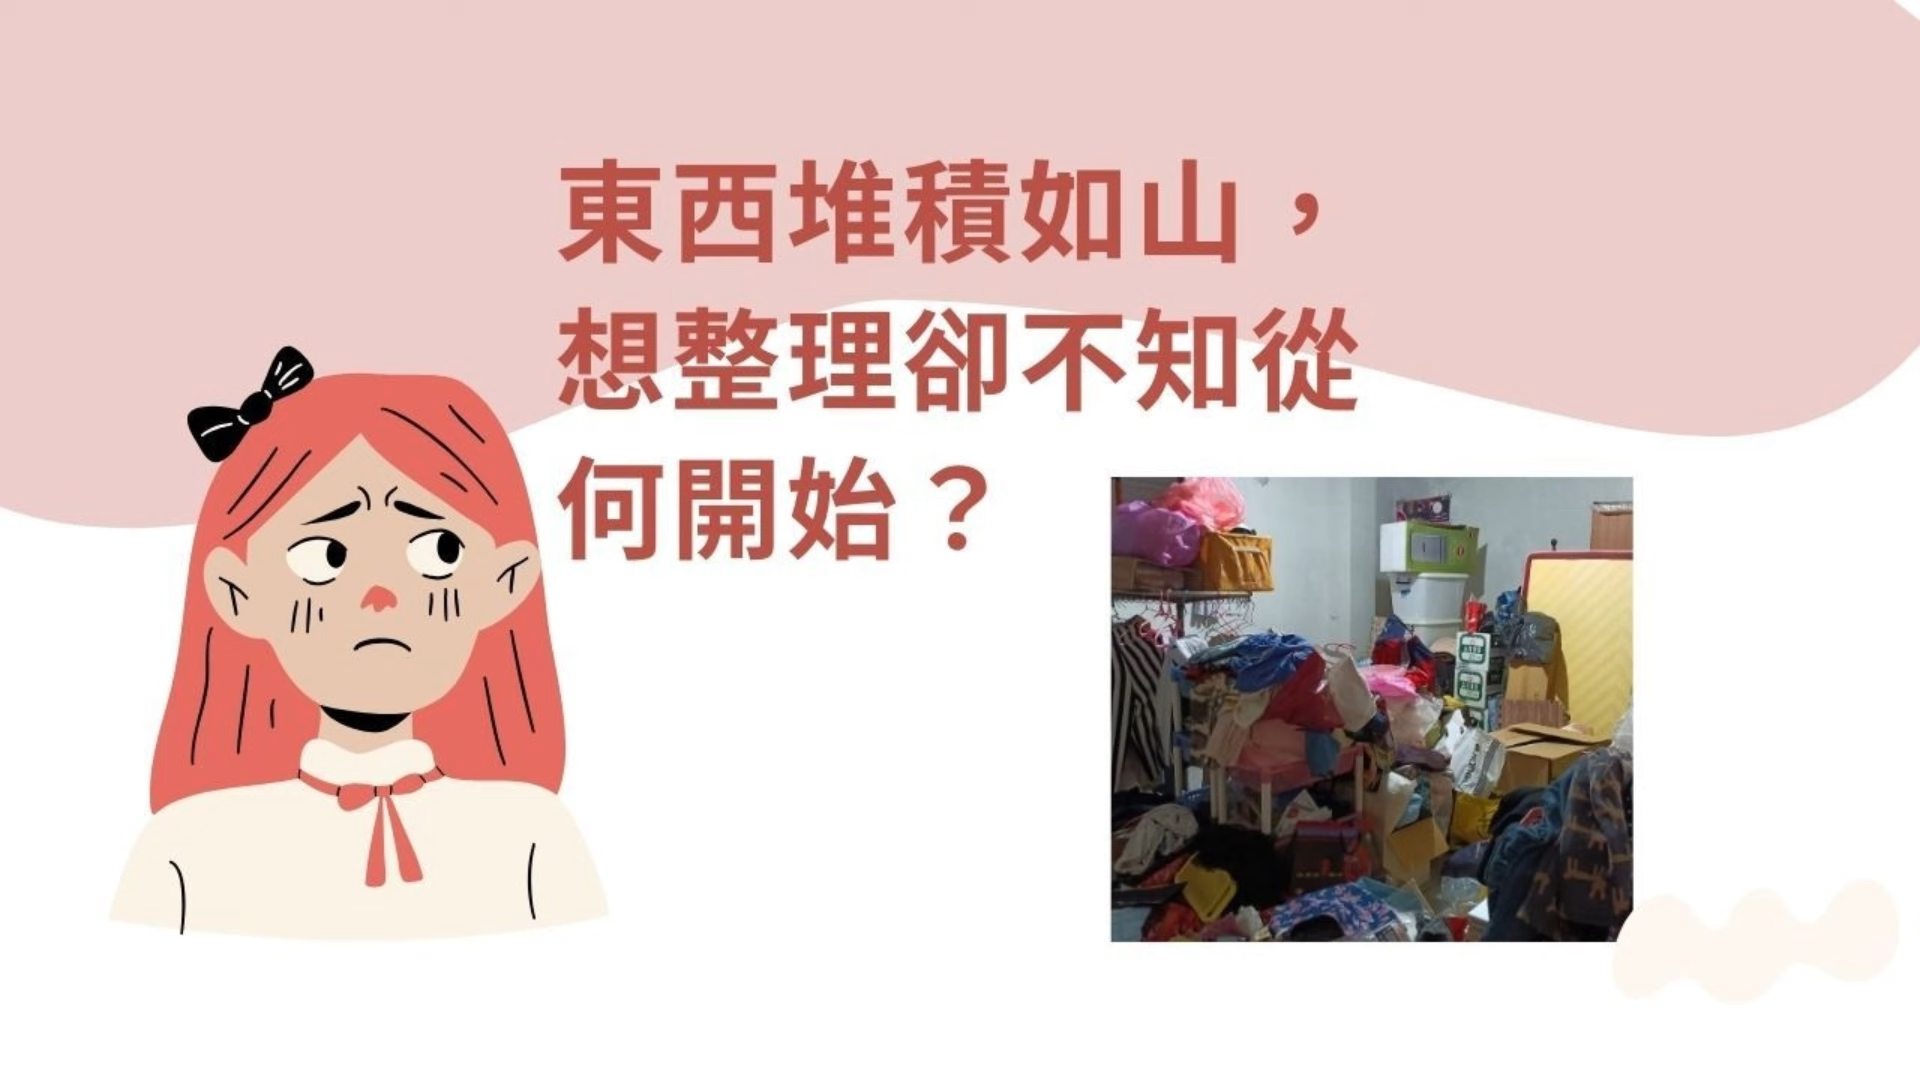 東西堆積如山，
想整理卻不知從
何開始？